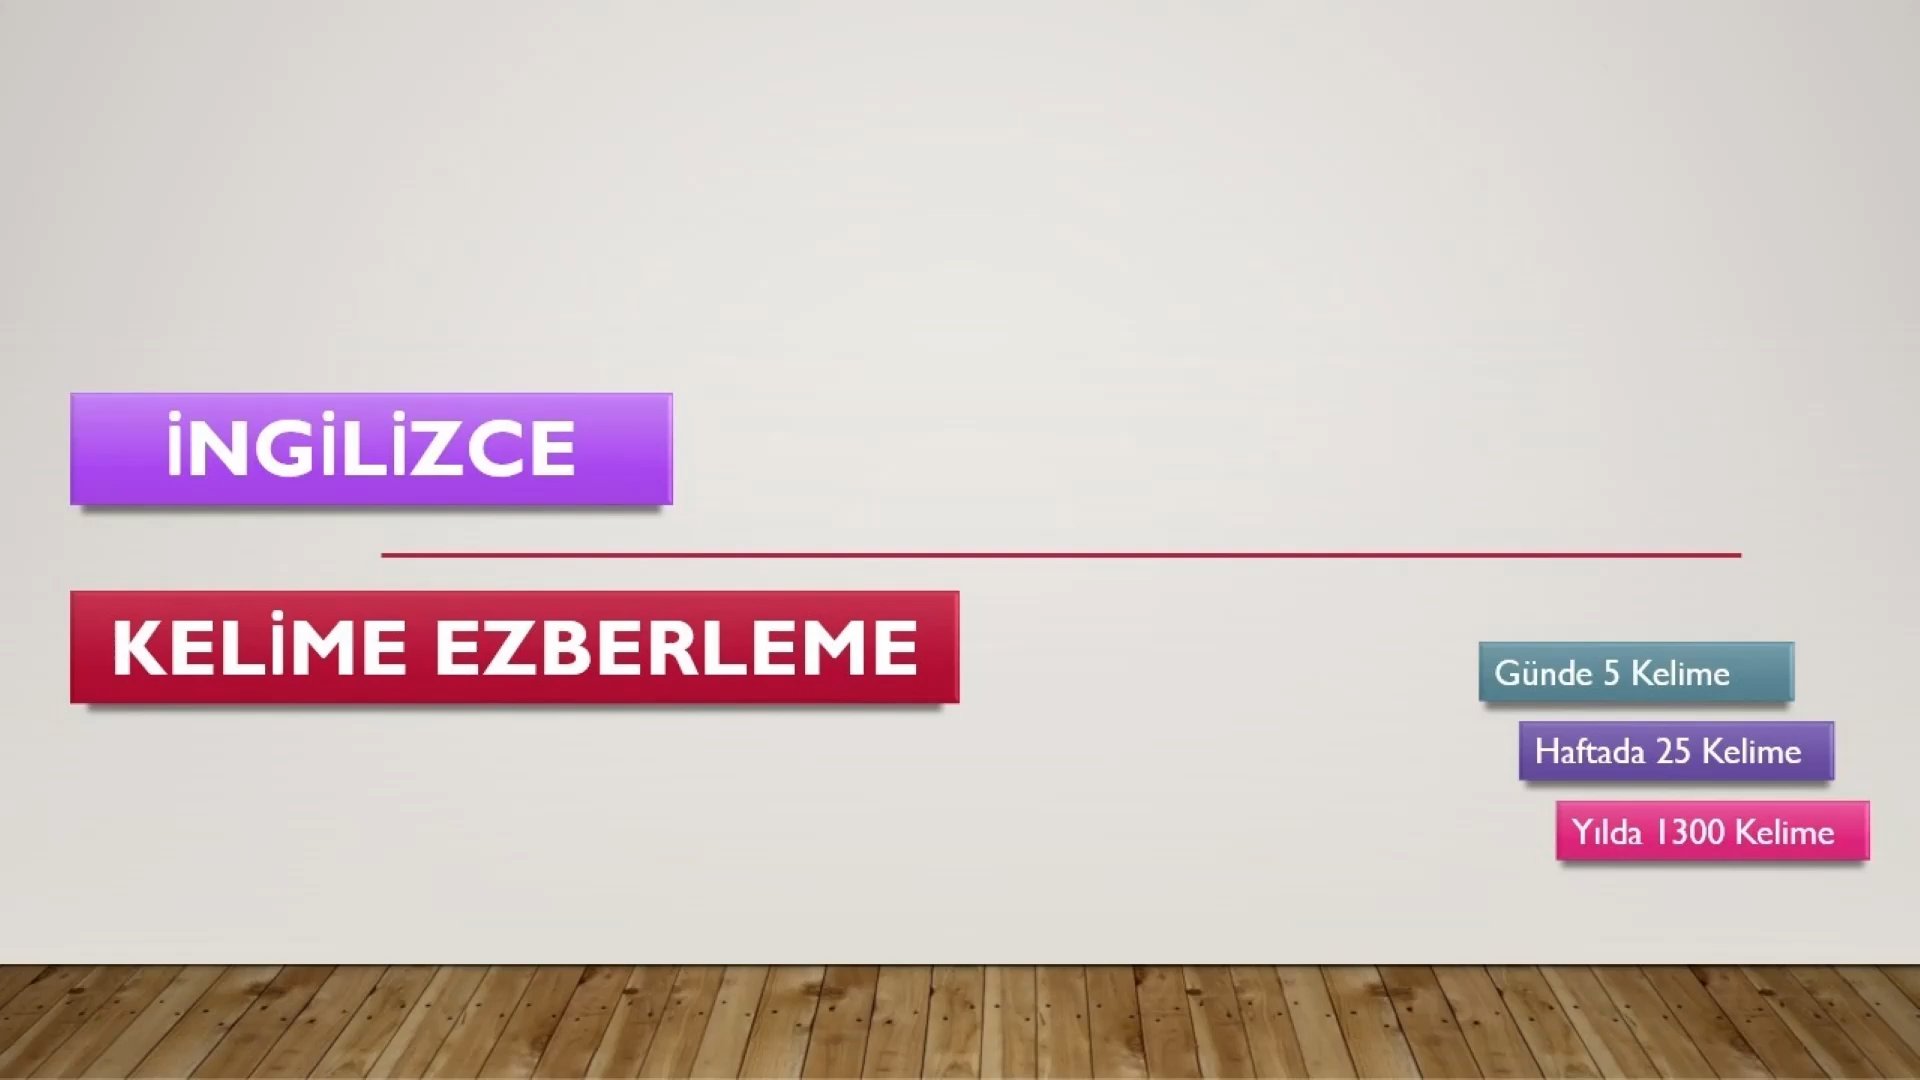 İNGİLİZCE
KELİME EZBERLEME
Günde 5 Kelime
Haftada 25 Kelime
Yılda 1300 Kelime